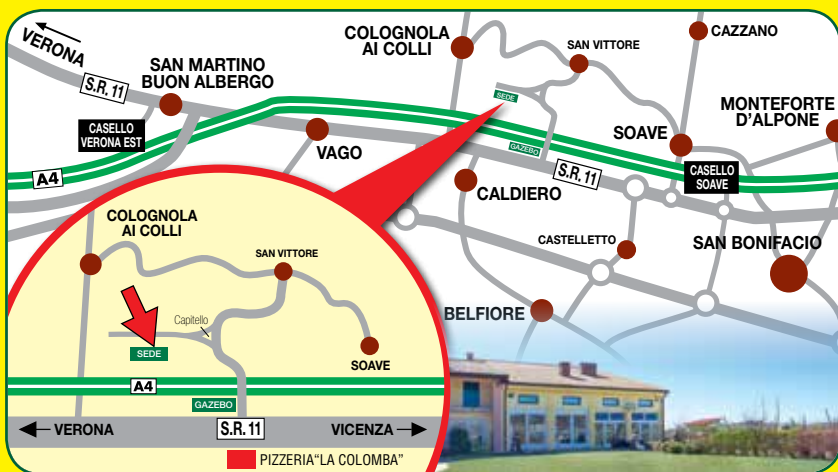 VERONA
S.R. 11
SAN MARTINO
BUON ALBERGO
CASELLO
VERONA EST
A4
VAGO
COLOGNOLA
AI COLLI
SAN VITTORE
CAZZANO
SEDE
GAZEBO
MONTEFORTE
D'ALPONE
SOAVE
CASELLO
SOAVE
S.R. 11
CALDIERO
CASTELLETTO
SAN BONIFACIO
BELFIORE
COLOGNOLA
AI COLLI
SAN VITTORE
Capitello
SEDE
SOAVE
A4
GAZEBO
VERONA
S.R. 11
VICENZA
PIZZERIA“LA COLOMBA”